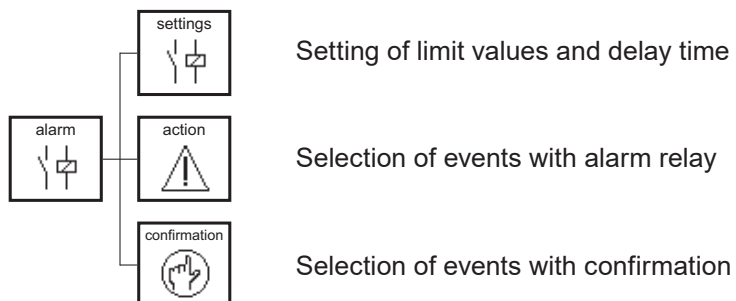 settings
Setting of limit values and delay time
alarm
action
Selection of events with alarm relay
confirmation
Selection of events with confirmation